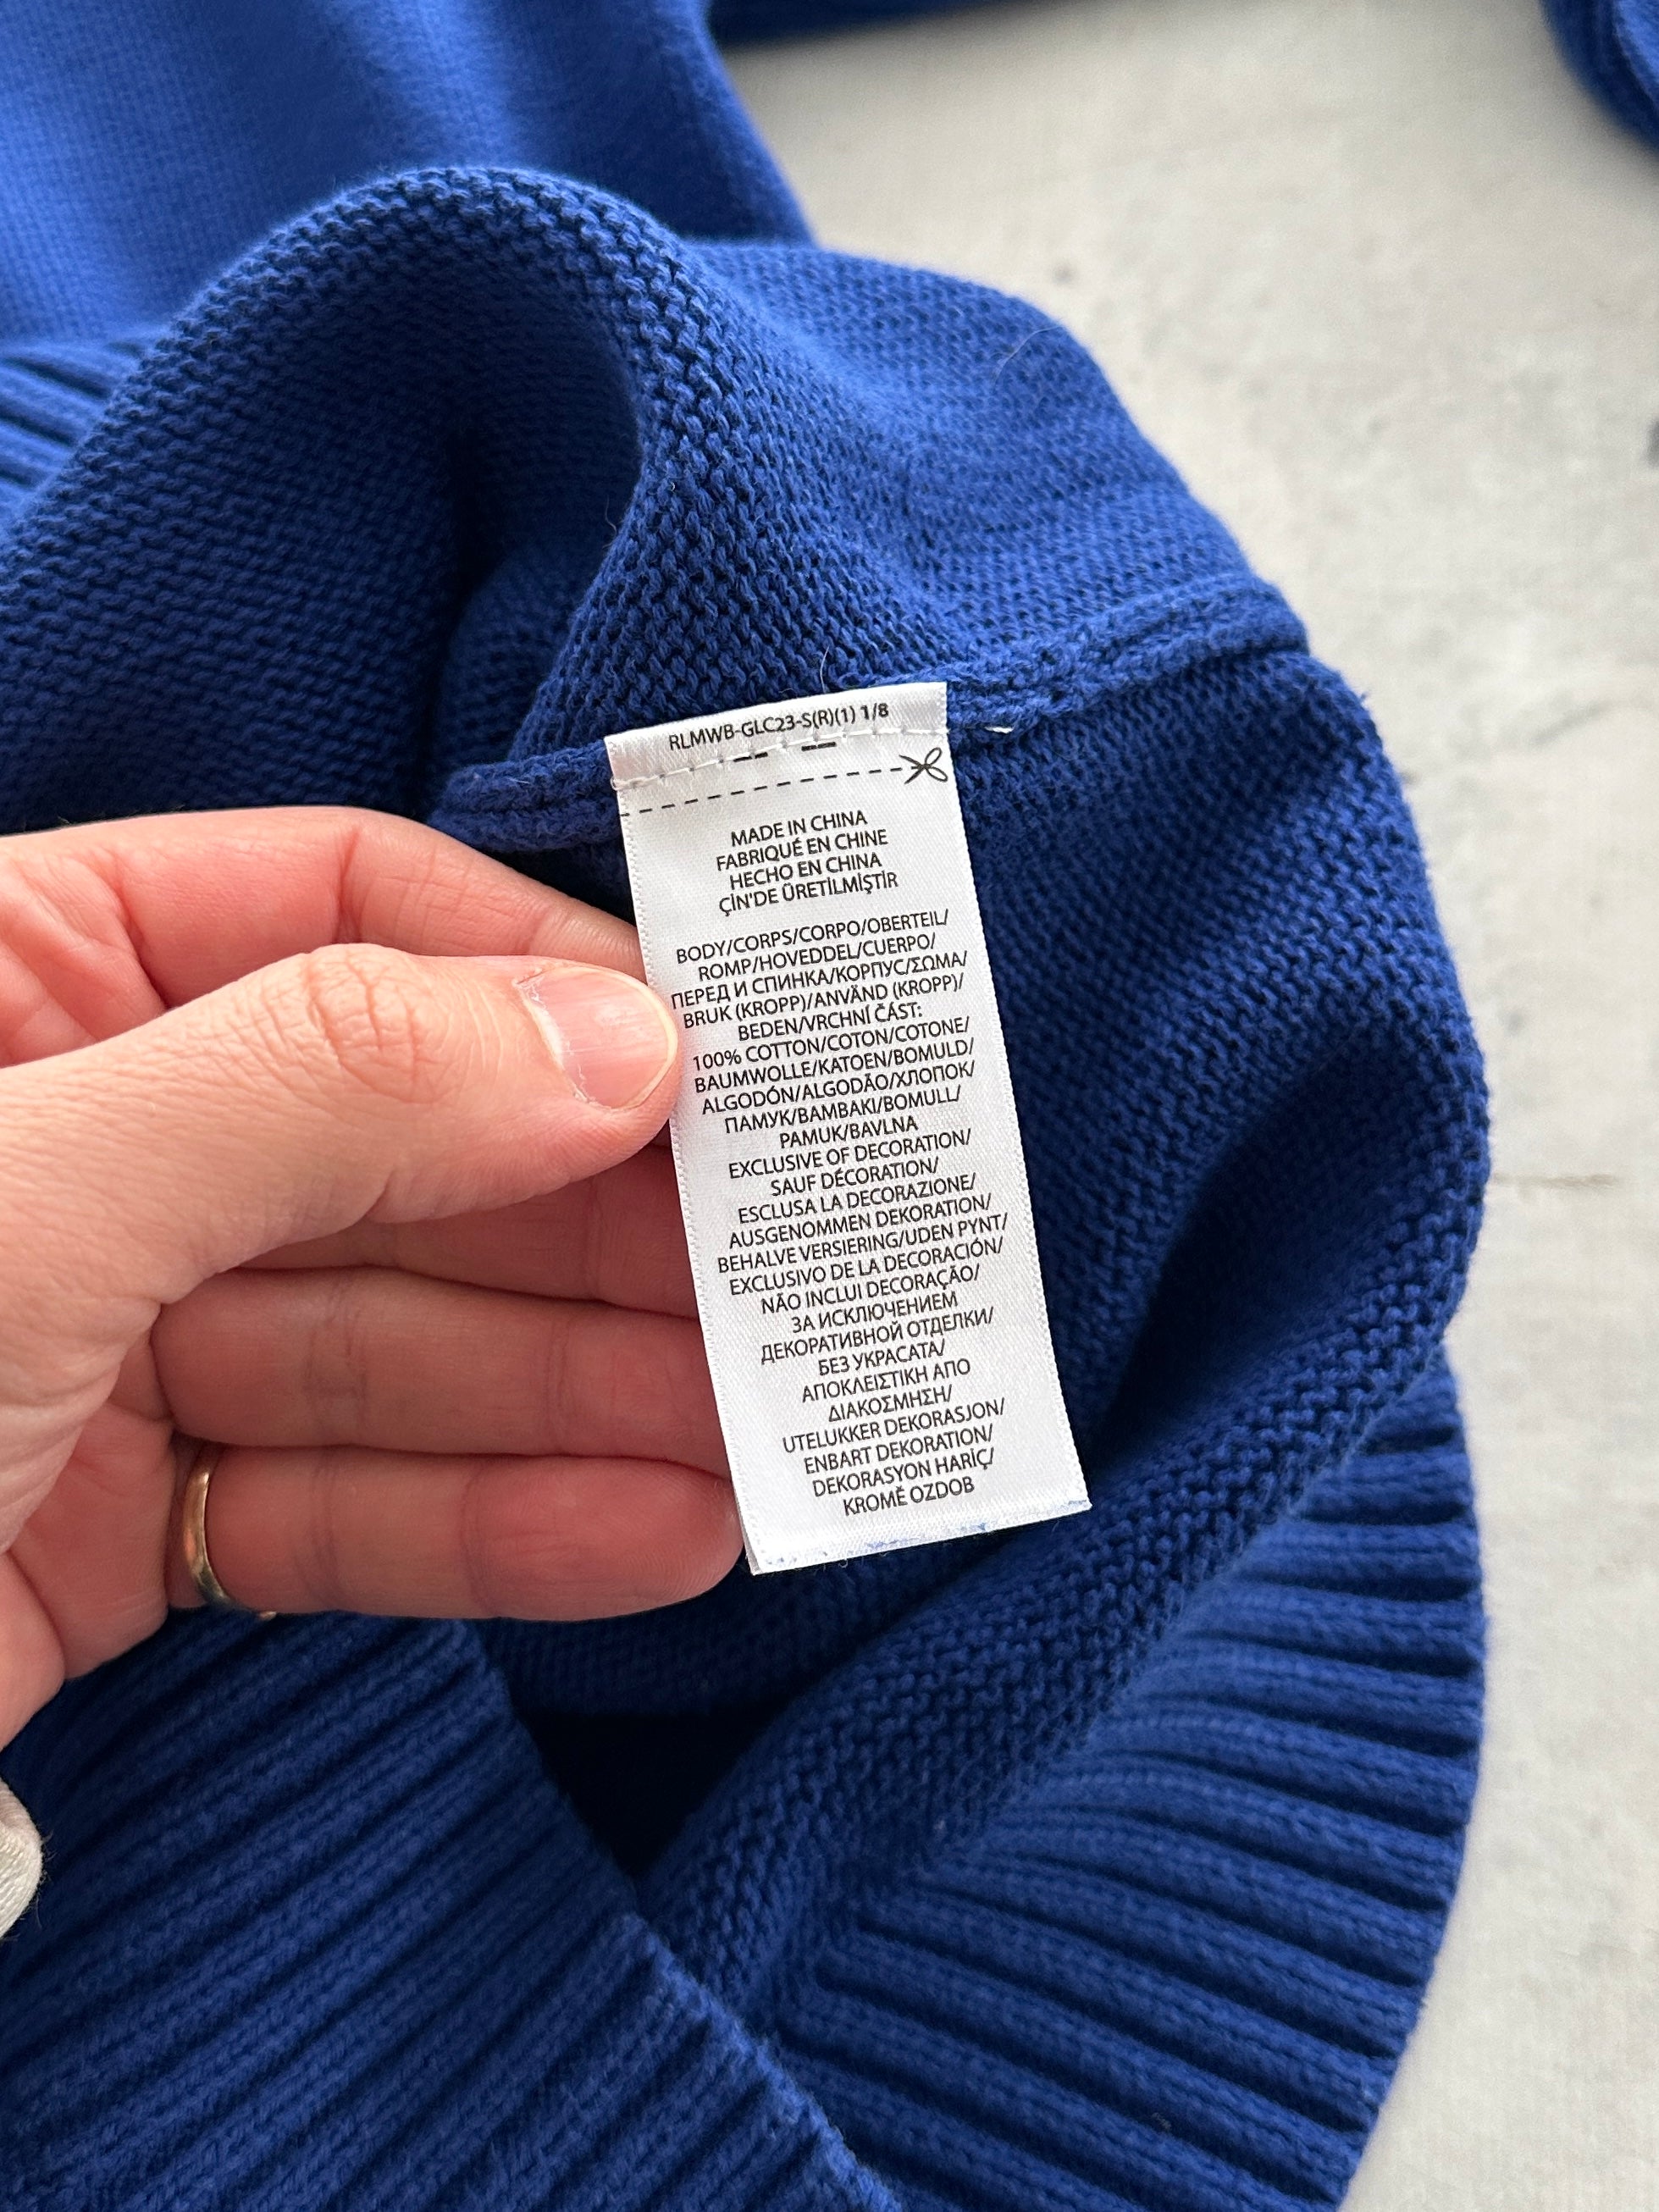 RLMWB-GLC23-S(R)(1) 1/8
MADE IN CHINA
FABRIQUÉ EN CHINE
HECHO EN CHINA
ÇİN'DE ÜRETİLMİŞTİR
BODY/CORPS/CORPO/OBERTEIL/
ROMP/HOVEDDEL/CUERPO/
ПЕРЕД И СПИНКА/КОРПУС/ΣΩΜΑ/
BRUK (KROPP)/ANVÄND (KROPP)/
BEDEN/VRCHNÍ ČÁST:
100% COTTON/COTON/COTONE/
BAUMWOLLE/KATOEN/BOMULD/
ALGODÓN/ALGODÃO/ХЛОПОК/
ПАМУК/ΒΑΜΒΑΚΙ/BOMULL/
PAMUK/BAVLNA
EXCLUSIVE OF DECORATION/
SAUF DÉCORATION/
ESCLUSA LA DECORAZIONE/
AUSGENOMMEN DEKORATION/
BEHALVE VERSIERING/UDEN PYNT/
EXCLUSIVO DE LA DECORACIÓN/
NÃO INCLUI DECORAÇÃO/
ЗА ИСКЛЮЧЕНИЕМ
ДЕКОРАТИВНОЙ ОТДЕЛКИ/
БЕЗ УКРАСАТА/
ΑΠΟΚΛΕΙΣΤΙΚΗ ΑΠΟ
ΔΙΑΚΟΣΜΗΣΗ/
UTELUKKER DEKORASJON/
ENBART DEKORATION/
DEKORASYON HARİÇ/
KROMĚ OZDOB